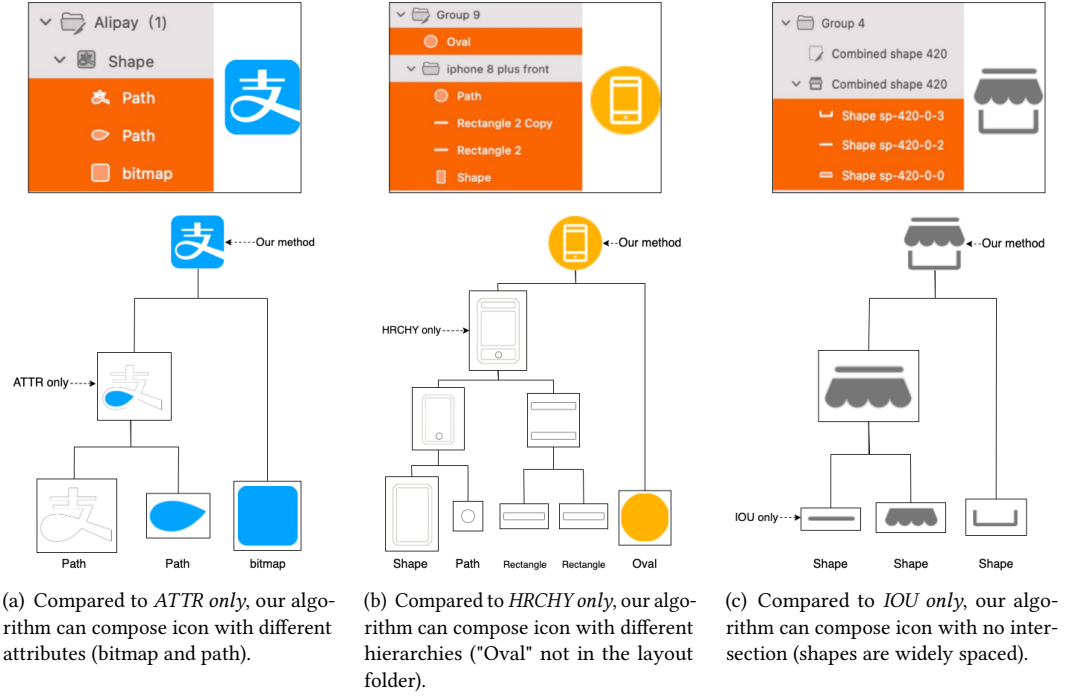 Alipay (1)
Shape
Path
Path
bitmap
支
Group 9
Oval
iphone 8 plus front
Path
Rectangle 2 Copy
Rectangle 2
Shape
Group 4
Combined shape 420
Combined shape 420
Shape sp-420-0-3
Shape sp-420-0-2
Shape sp-420-0-0
支
Our method
ATTR only
支
支
Path
Path
bitmap
Our method
HRCHY only
Shape
Path
Rectangle
Rectangle
Oval
Our method
IOU only
Shape
Shape
Shape
(a) Compared to ATTR only, our algo-
rithm can compose icon with different
attributes (bitmap and path).
(b) Compared to HRCHY only, our algo-
rithm can compose icon with different
hierarchies ("Oval" not in the layout
folder).
(c) Compared to IOU only, our algo-
rithm can compose icon with no inter-
section (shapes are widely spaced).